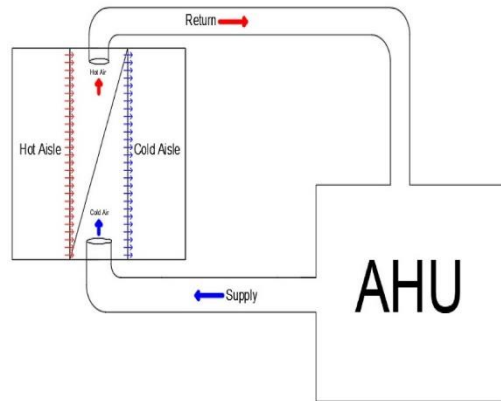 Return
Hot Air
Hot Aisle
Cold Aisle
Cold Air
Supply
AHU